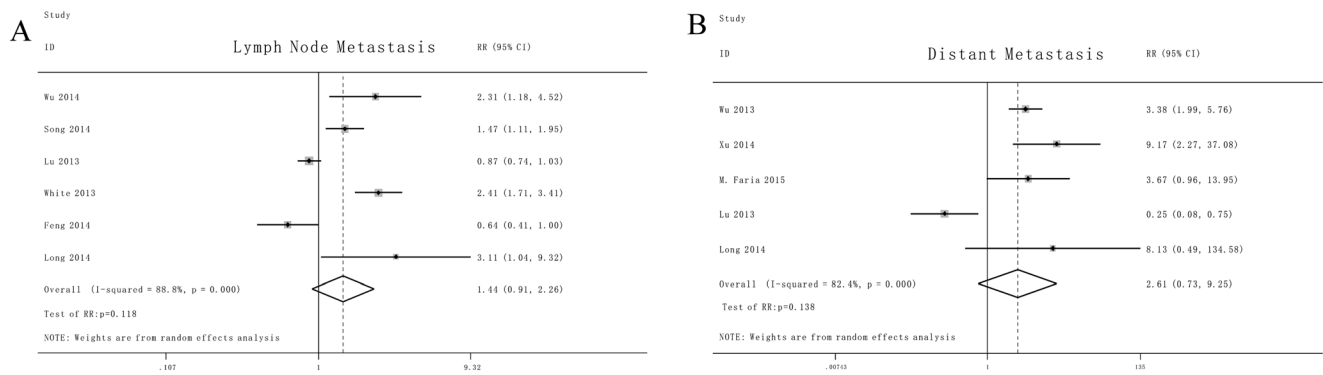 A
Study
ID
Lymph Node Metastasis
RR (95% CI)
Wu 2014
2.31 (1.18, 4.52)
Song 2014
1.47 (1.11, 1.95)
Lu 2013
0.87 (0.74, 1.03)
White 2013
2.41 (1.71, 3.41)
Feng 2014
0.64 (0.41, 1.00)
Long 2014
3.11 (1.04, 9.32)
Overall (I-squared = 88.8%, p = 0.000)
1.44 (0.91, 2.26)
Test of RR:p=0.118
NOTE: Weights are from random effects analysis
.107
1
9.32
B
Study
ID
Distant Metastasis
RR (95% CI)
Wu 2013
3.38 (1.99, 5.76)
Xu 2014
9.17 (2.27, 37.08)
M. Faria 2015
3.67 (0.96, 13.95)
Lu 2013
0.25 (0.08, 0.75)
Long 2014
8.13 (0.49, 134.58)
Overall (I-squared = 82.4%, p = 0.000)
2.61 (0.73, 9.25)
Test of RR:p=0.138
NOTE: Weights are from random effects analysis
.00743
1
135